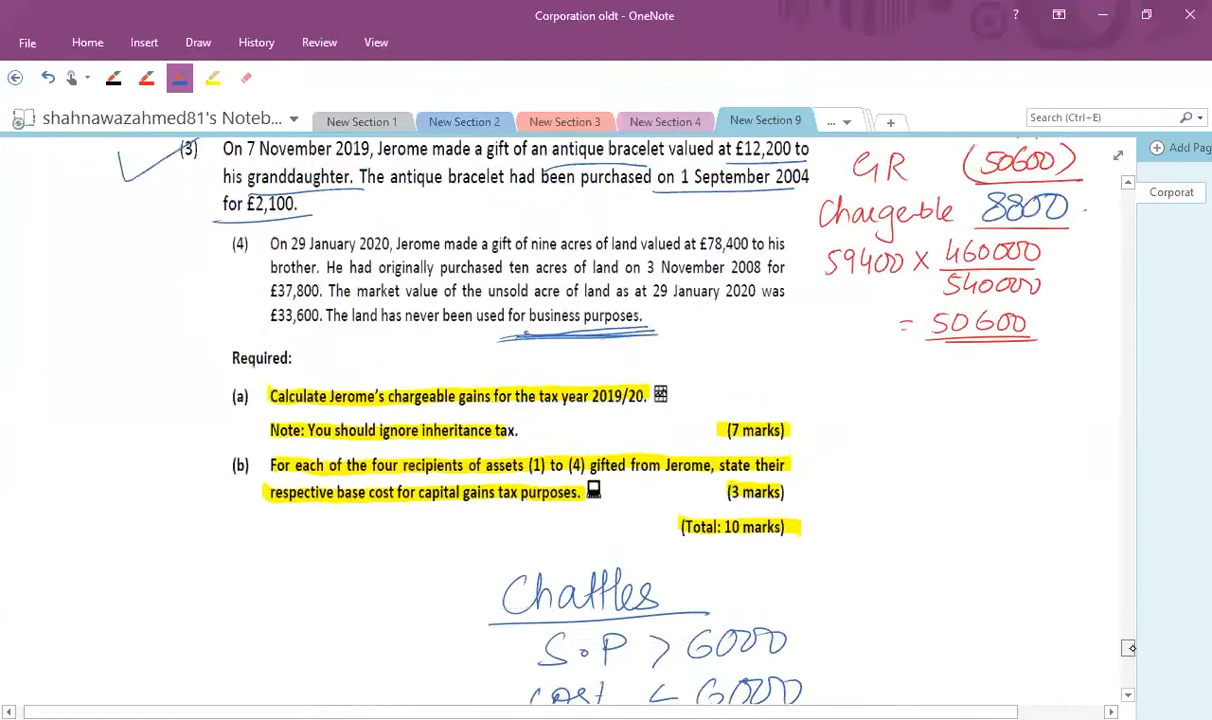 Corporation oldt - OneNote
?
File Home Insert Draw History Review View
shahnawazahmed81's Noteb... New Section 1 New Section 2 New Section 3 New Section 4 New Section 9 ... + Search (Ctrl+E)
Add Pag
Corporat
(3) On 7 November 2019, Jerome made a gift of an antique bracelet valued at £12,200 to
his granddaughter. The antique bracelet had been purchased on 1 September 2004
for £2,100.
(4) On 29 January 2020, Jerome made a gift of nine acres of land valued at £78,400 to his
brother. He had originally purchased ten acres of land on 3 November 2008 for
£37,800. The market value of the unsold acre of land as at 29 January 2020 was
£33,600. The land has never been used for business purposes.
Required:
(a) Calculate Jerome's chargeable gains for the tax year 2019/20.
Note: You should ignore inheritance tax. (7 marks)
(b) For each of the four recipients of assets (1) to (4) gifted from Jerome, state their
respective base cost for capital gains tax purposes. (3 marks)
(Total: 10 marks)
GR (50600)
Chargeble 8800
59400 × 460000
540000
= 50600
Chattles
S.P > 6000
cost < 6000